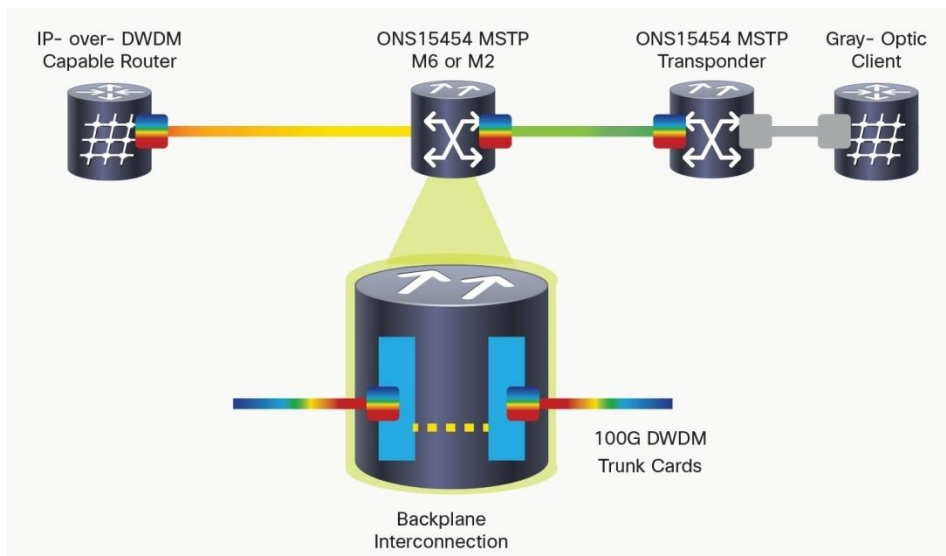 IP- over- DWDM
Capable Router
ONS15454 MSTP
M6 or M2
ONS15454 MSTP
Transponder
Gray- Optic
Client
100G DWDM
Trunk Cards
Backplane
Interconnection